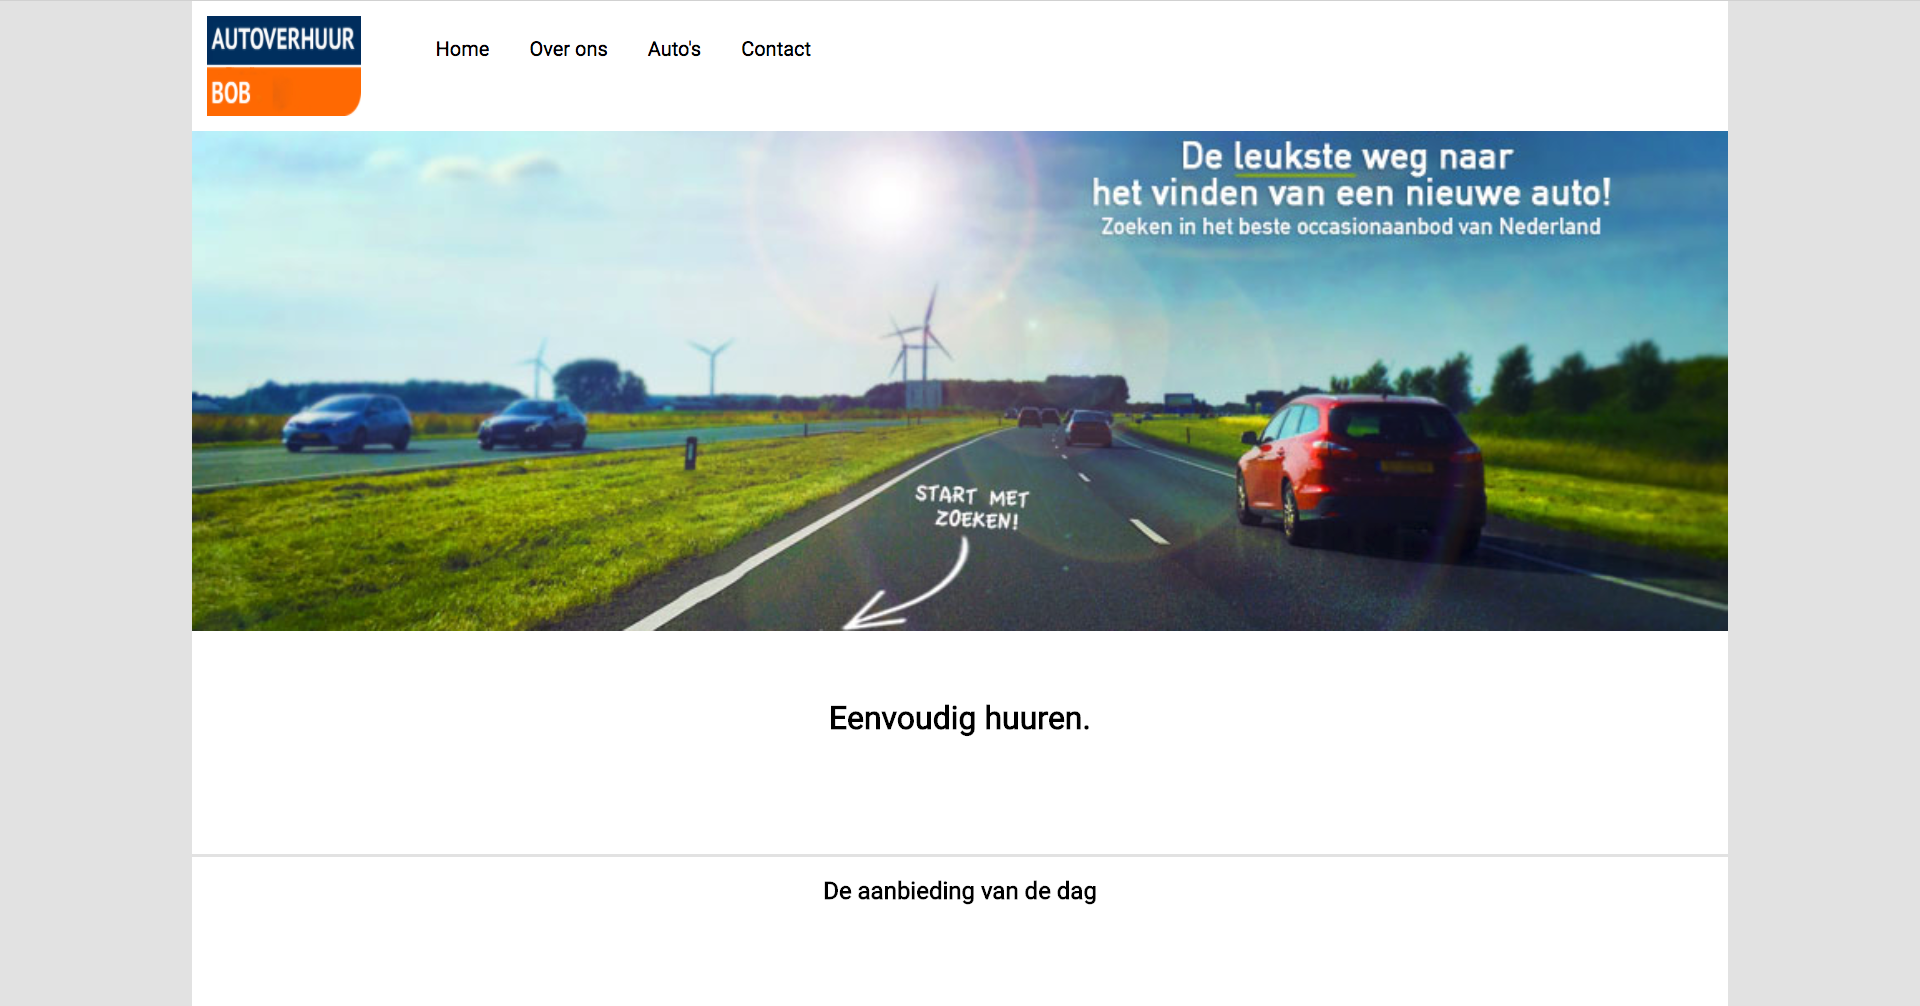 AUTOVERHUUR
BOB
Home
Over ons
Auto's
Contact
De leukste weg naar
het vinden van een nieuwe auto!
Zoeken in het beste occasionaanbod van Nederland
START MET
ZOEKEN!
Eenvoudig huuren.
De aanbieding van de dag